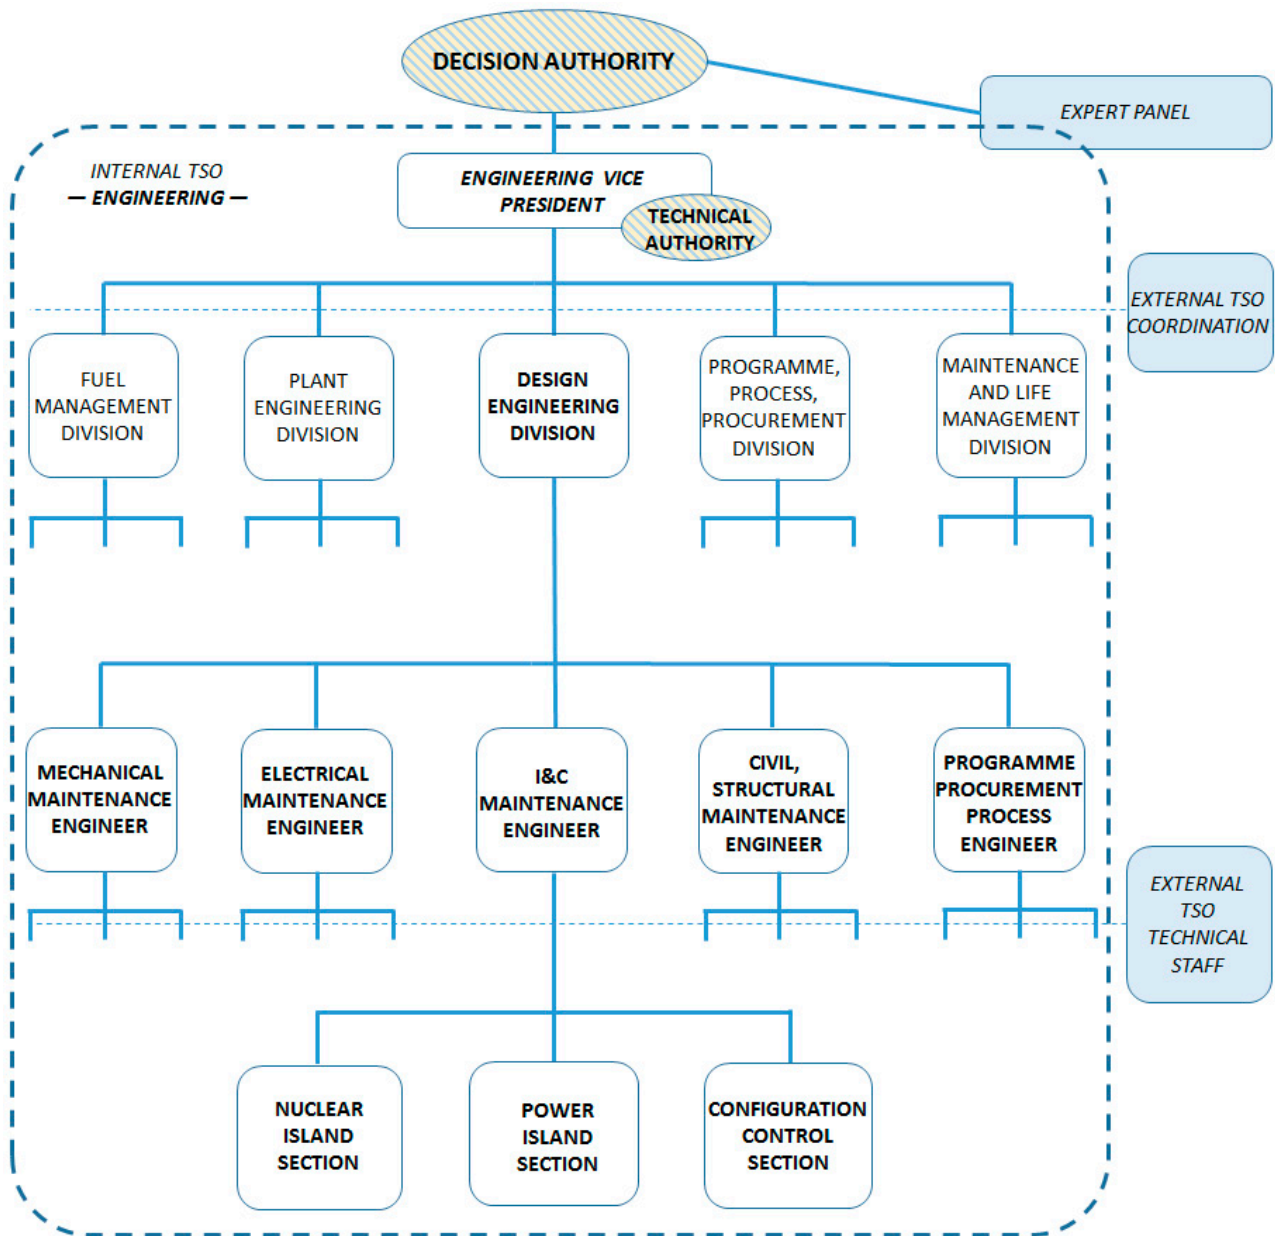 DECISION AUTHORITY
EXPERT PANEL
INTERNAL TSO
— ENGINEERING —
ENGINEERING VICE
PRESIDENT
TECHNICAL
AUTHORITY
EXTERNAL TSO
COORDINATION
FUEL
MANAGEMENT
DIVISION
PLANT
ENGINEERING
DIVISION
DESIGN
ENGINEERING
DIVISION
PROGRAMME,
PROCESS,
PROCUREMENT
DIVISION
MAINTENANCE
AND LIFE
MANAGEMENT
DIVISION
MECHANICAL
MAINTENANCE
ENGINEER
ELECTRICAL
MAINTENANCE
ENGINEER
I&C
MAINTENANCE
ENGINEER
CIVIL,
STRUCTURAL
MAINTENANCE
ENGINEER
PROGRAMME
PROCUREMENT
PROCESS
ENGINEER
EXTERNAL
TSO
TECHNICAL
STAFF
NUCLEAR
ISLAND
SECTION
POWER
ISLAND
SECTION
CONFIGURATION
CONTROL
SECTION